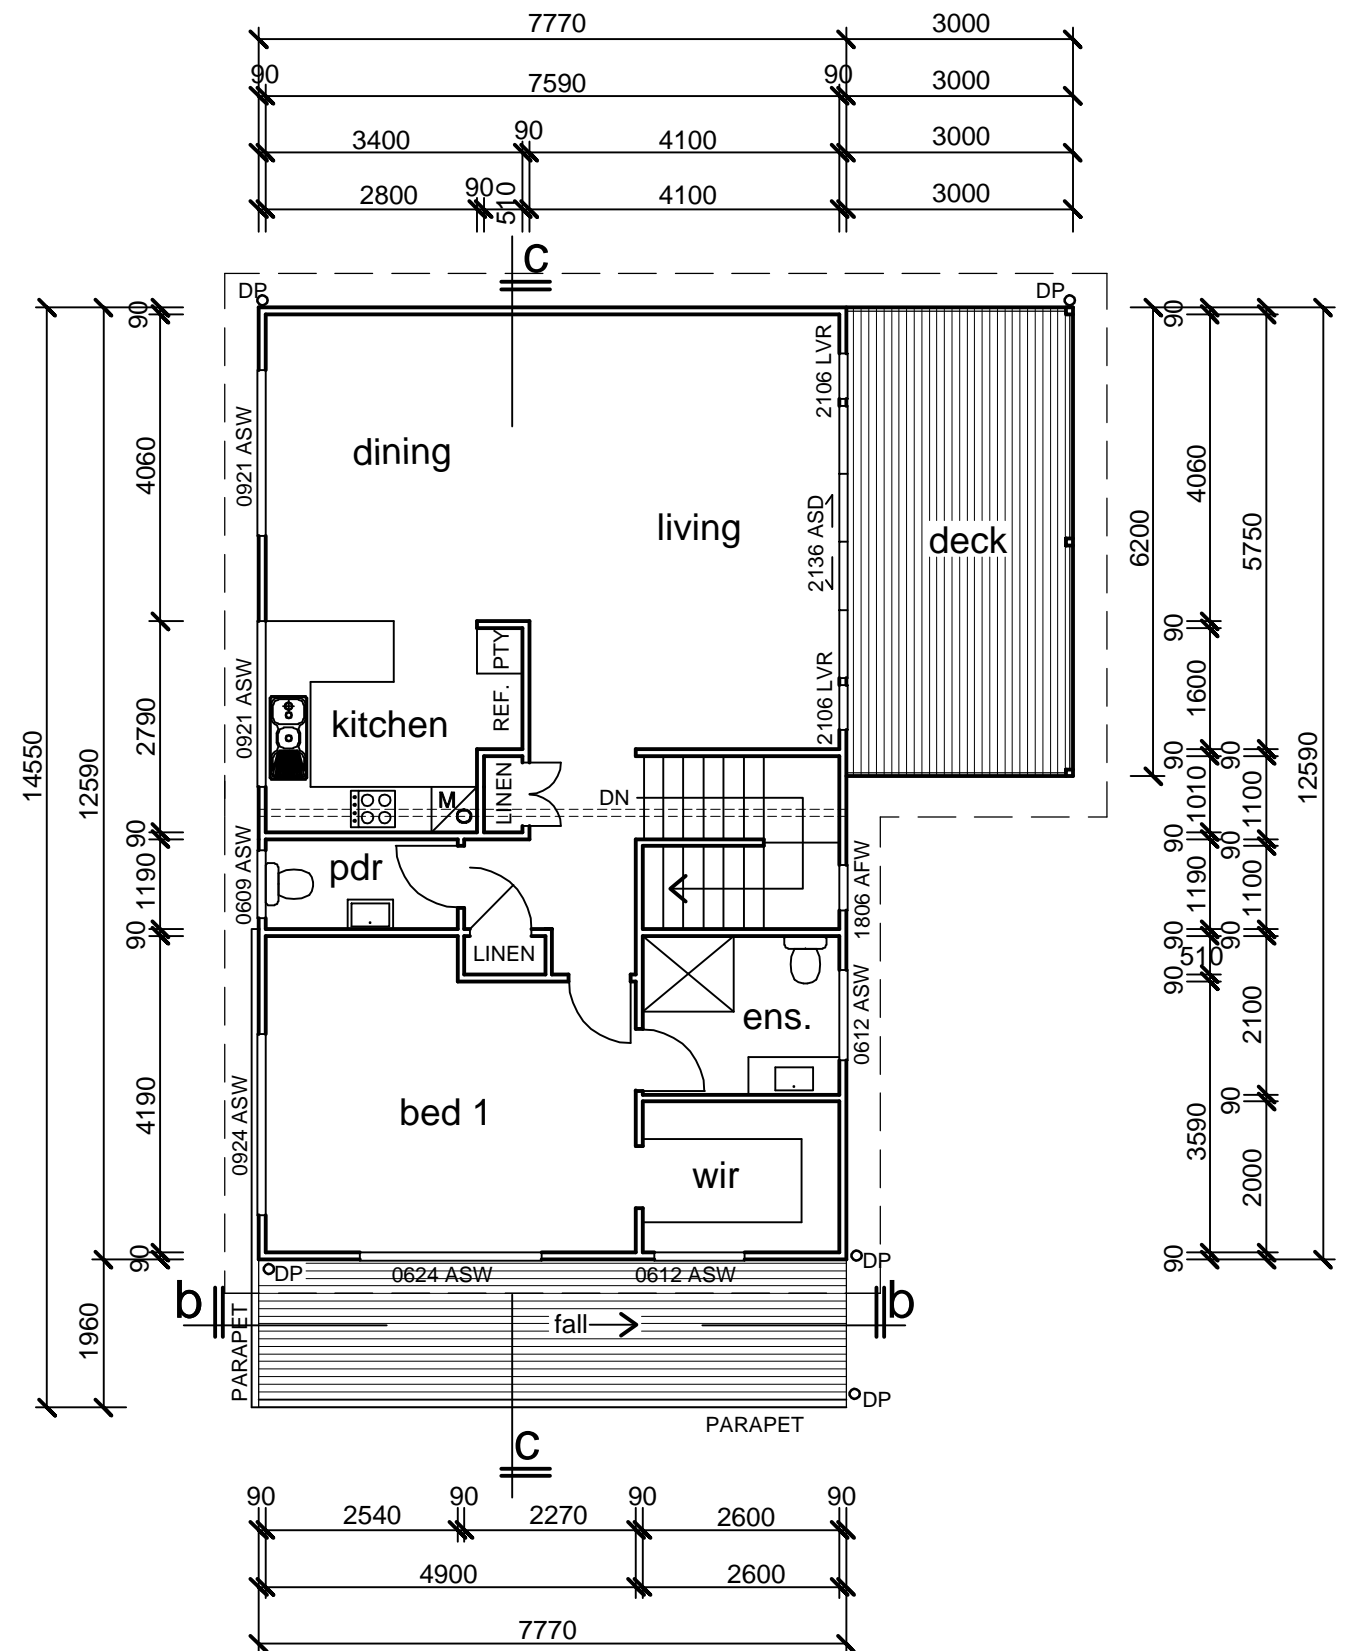 7770 3000
90 7590 90 3000
3400 90 4100 3000
2800 90 510 4100 3000
c
DP DP
14550
12590
1960
90
4060
2790
90
1190
90
4190
90
0921 ASW
0921 ASW
0609 ASW
0924 ASW
PARAPET
dining
living
2106 LVR
2136 ASD
2106 LVR
deck
kitchen
PTY
REF.
LINEN
M
DN
pdr
LINEN
1806 AFW
0612 ASW
ens.
bed 1
wir
DP 0624 ASW 0612 ASW DP
b fall b
DP
PARAPET
c
6200
90
4060
90
1600
90
1010
90
1190
90
510
90
3590
90
5750
90
1100
90
1100
90
2100
90
2000
12590
90 2540 90 2270 90 2600 90
4900 2600
7770